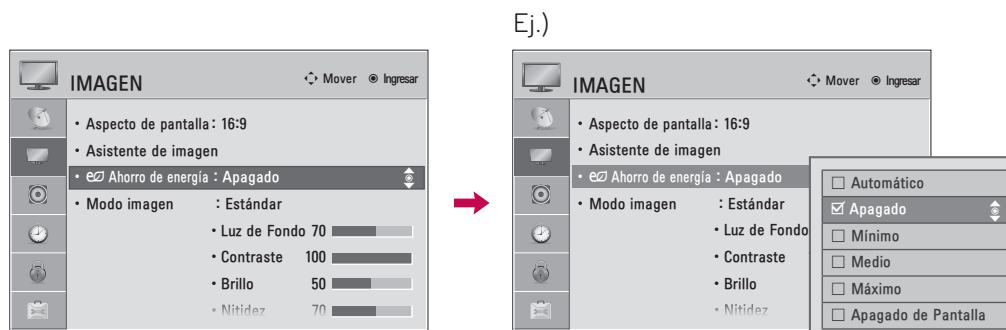 Ej.)
IMAGEN Mover Ingresar
• Aspecto de pantalla : 16:9
• Asistente de imagen
• Ahorro de energía : Apagado
• Modo imagen : Estándar
• Luz de Fondo 70
• Contraste 100
• Brillo 50
• Nitidez 70
IMAGEN Mover Ingresar
• Aspecto de pantalla : 16:9
• Asistente de imagen
• Ahorro de energía : Apagado
• Modo imagen : Estándar
• Luz de Fondo
• Contraste
• Brillo
• Nitidez
Automático
Apagado
Mínimo
Medio
Máximo
Apagado de Pantalla